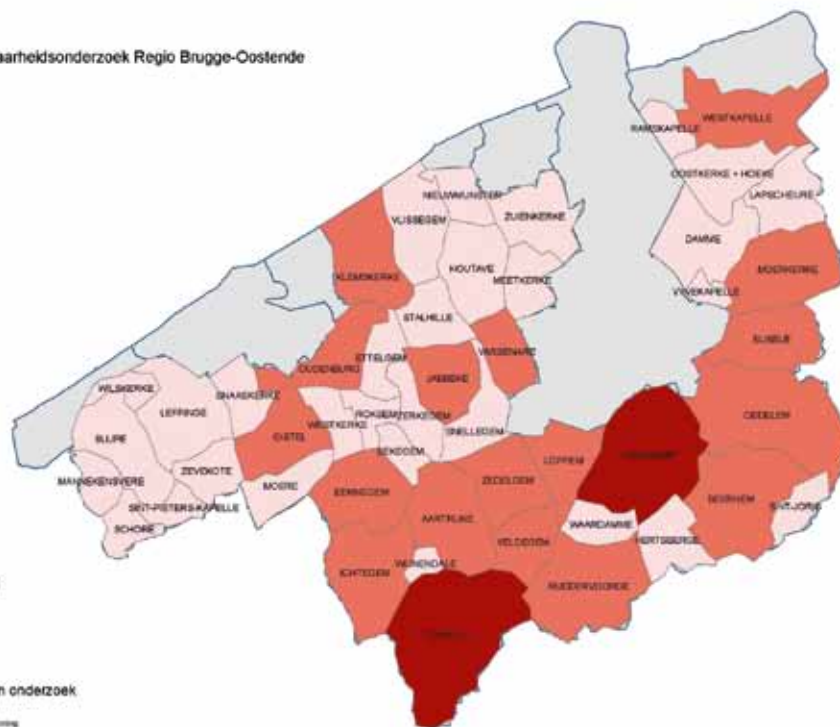 aarheidsonderzoek Regio Brugge-Oostende
WESTKAPELLE
RAMSKAPELLE
OOSTKERKE + HOEKE
LAPSCHEURE
NIEUWMUNSTER
VLISSEGEM
ZUIENKERKE
DAMME
KLEMSKERKE
HOUTAVE
MEETKERKE
MOERKERKE
VIVEKAPELLE
STALHILLE
SIJSELE
ETTELGEM
VARSENARE
OUDENBURG
JABBEKE
WILSKERKE
SNAASKERKE
LEFFINGE
ROKSEM
ZERKEGEM
OEDELEM
SLIJPE
GISTEL
WESTKERKE
SNELLEGEM
BEKEGEM
LOPPEM
ZEVEKOTE
MANNEKENSVERE
MOERE
ZEDELGEM
EERNEGEM
BEERNEM
SINT-JORIS
SINT-PIETERS-KAPELLE
AARTRIJKE
WAARDAMME
SCHORE
VELDEGEM
HERTSBERGE
WIJNENDALE
ICHTEGEM
RUDDERVOORDE
n onderzoek